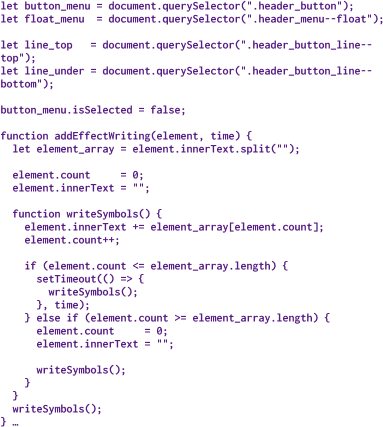 let button_menu = document.querySelector(".header_button");
let float_menu  = document.querySelector(".header_menu--float");

let line_top   = document.querySelector(".header_button_line--
top");
let line_under = document.querySelector(".header_button_line--
bottom");

button_menu.isSelected = false;

function addEffectWriting(element, time) {
  let element_array = element.innerText.split("");

  element.count     = 0;
  element.innerText = "";

  function writeSymbols() {
    element.innerText += element_array[element.count];
    element.count++;

    if (element.count <= element_array.length) {
      setTimeout(() => {
        writeSymbols();
      }, time);
    } else if (element.count >= element_array.length) {
      element.count     = 0;
      element.innerText = "";

      writeSymbols();
    }
  }
  writeSymbols();
} …